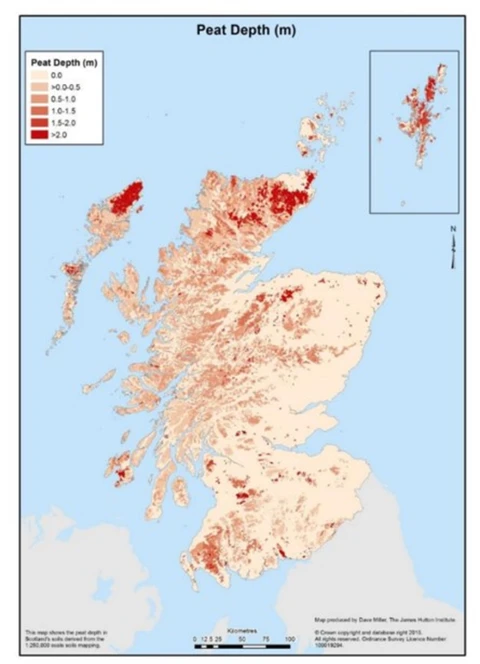 Peat Depth (m)
Peat Depth (m)
0.0
>0.0-0.5
0.5-1.0
1.0-1.5
1.5-2.0
>2.0
N
Kilometres
0 12.5 25 50 75 100
This map shows the peat depth in
Scotland's soils derived from the
1:250,000 scale soils mapping.
Map produced by Dave Miller, The James Hutton Institute.
© Crown copyright and database right 2013.
All rights reserved. Ordnance Survey Licence Number
100019294.